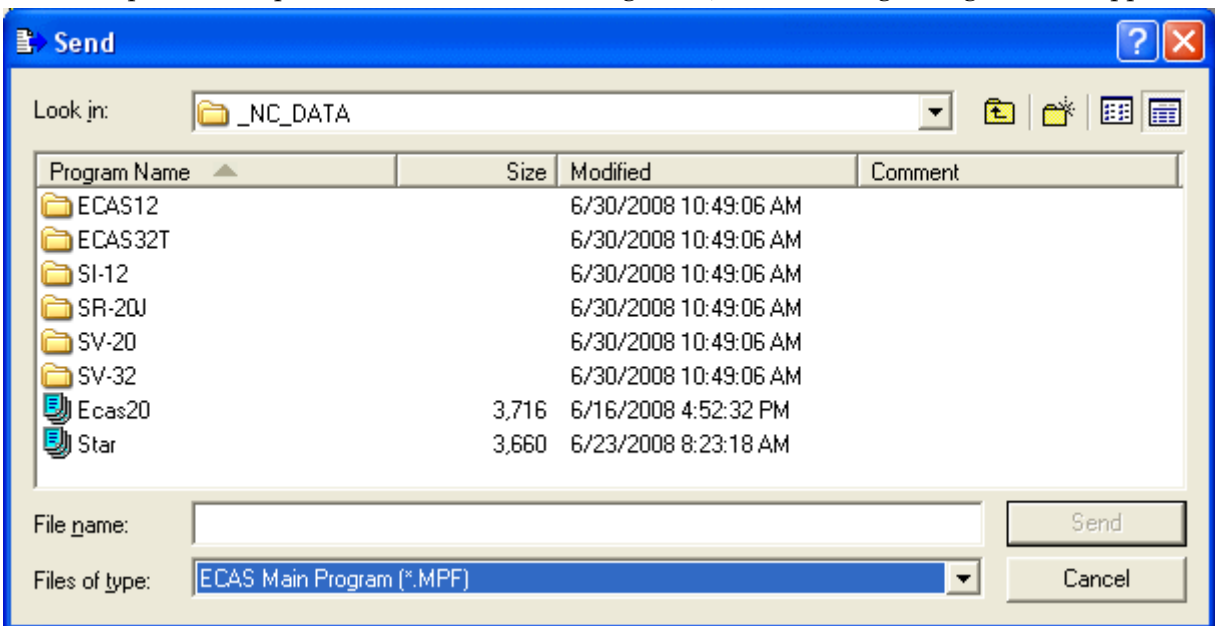 Send
Look in: _NC_DATA
Program Name Size Modified Comment
ECAS12 6/30/2008 10:49:06 AM
ECAS32T 6/30/2008 10:49:06 AM
SI-12 6/30/2008 10:49:06 AM
SR-20J 6/30/2008 10:49:06 AM
SV-20 6/30/2008 10:49:06 AM
SV-32 6/30/2008 10:49:06 AM
Ecas20 3,716 6/16/2008 4:52:32 PM
Star 3,660 6/23/2008 8:23:18 AM
File name: Send
Files of type: ECAS Main Program (*.MPF) Cancel